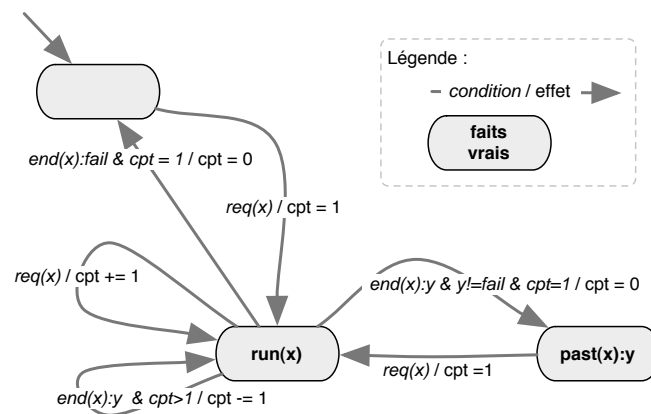 Légende :
condition / effet
faits
vrais
end(x):fail & cpt = 1 / cpt = 0
req(x) / cpt = 1
req(x) / cpt += 1
end(x):y & y!=fail & cpt=1 / cpt = 0
run(x)
past(x):y
req(x) / cpt =1
end(x):y & cpt>1 / cpt -= 1